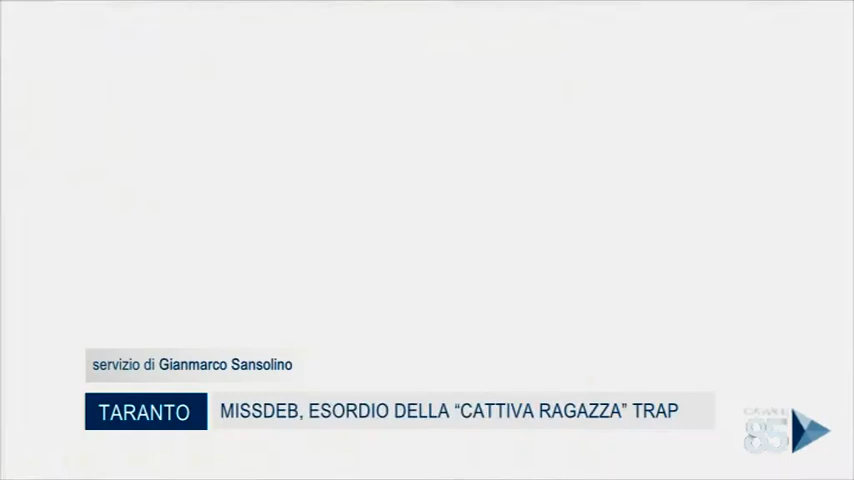 servizio di Gianmarco Sansolino
TARANTO
MISSDEB, ESORDIO DELLA “CATTIVA RAGAZZA” TRAP
85